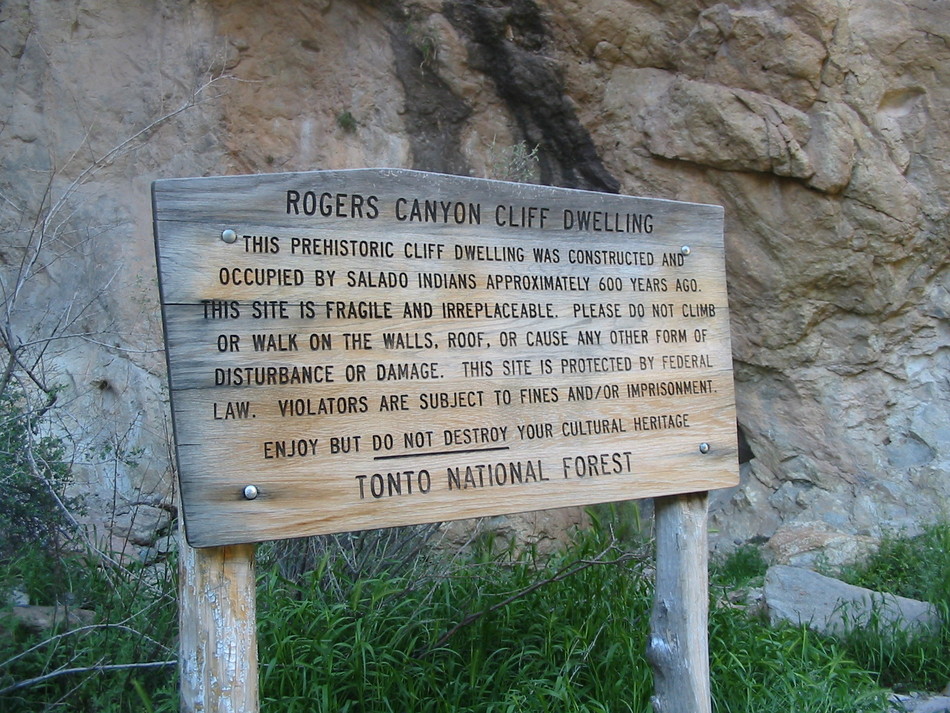 ROGERS CANYON CLIFF DWELLING
THIS PREHISTORIC CLIFF DWELLING WAS CONSTRUCTED AND
OCCUPIED BY SALADO INDIANS APPROXIMATELY 600 YEARS AGO.
THIS SITE IS FRAGILE AND IRREPLACEABLE. PLEASE DO NOT CLIMB
OR WALK ON THE WALLS, ROOF, OR CAUSE ANY OTHER FORM OF
DISTURBANCE OR DAMAGE. THIS SITE IS PROTECTED BY FEDERAL
LAW. VIOLATORS ARE SUBJECT TO FINES AND/OR IMPRISONMENT.
ENJOY BUT DO NOT DESTROY YOUR CULTURAL HERITAGE
TONTO NATIONAL FOREST